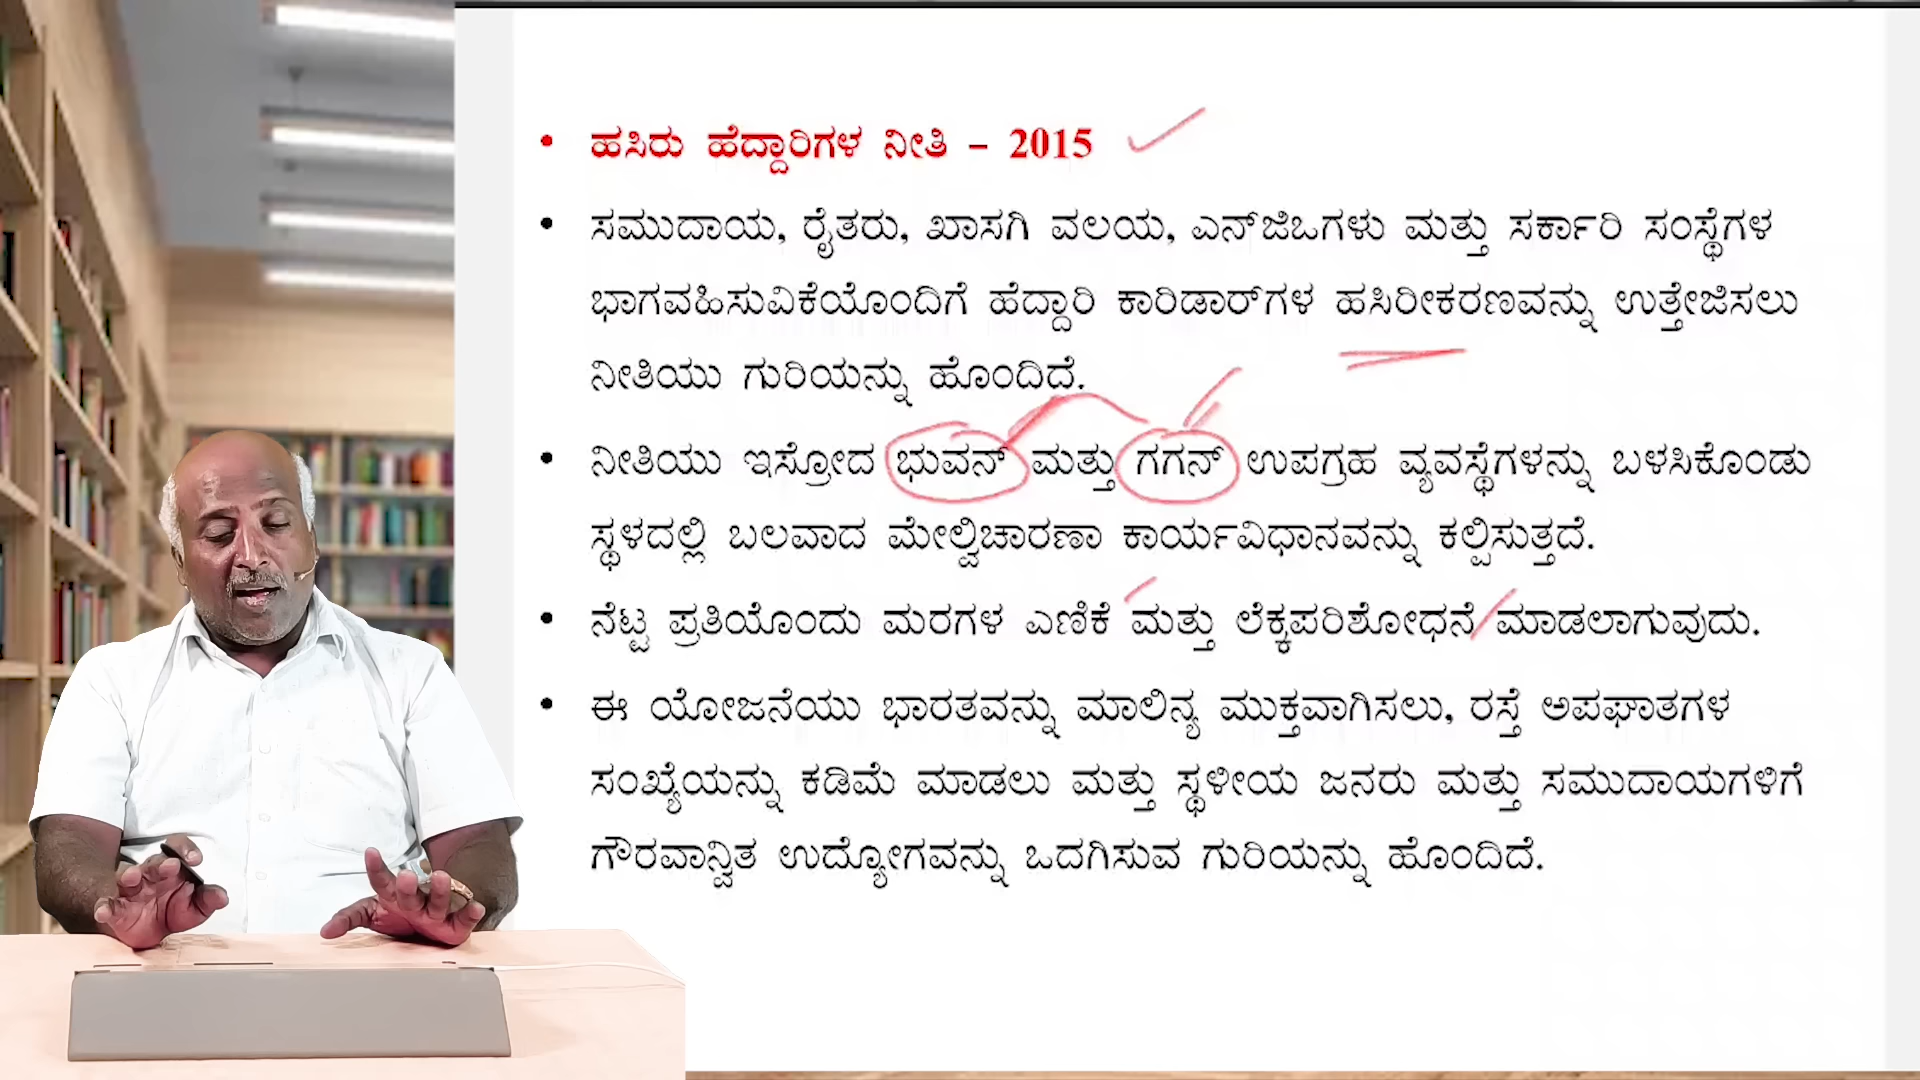 • ಹಸಿರು ಹೆದ್ದಾರಿಗಳ ನೀತಿ – 2015
• ಸಮುದಾಯ, ರೈತರು, ಖಾಸಗಿ ವಲಯ, ಎನ್‌ಜಿಒಗಳು ಮತ್ತು ಸರ್ಕಾರಿ ಸಂಸ್ಥೆಗಳ
ಭಾಗವಹಿಸುವಿಕೆಯೊಂದಿಗೆ ಹೆದ್ದಾರಿ ಕಾರಿಡಾರ್‌ಗಳ ಹಸಿರೀಕರಣವನ್ನು ಉತ್ತೇಜಿಸಲು
ನೀತಿಯು ಗುರಿಯನ್ನು ಹೊಂದಿದೆ.
• ನೀತಿಯು ಇಸ್ರೋದ ಭುವನ್ ಮತ್ತು ಗಗನ್ ಉಪಗ್ರಹ ವ್ಯವಸ್ಥೆಗಳನ್ನು ಬಳಸಿಕೊಂಡು
ಸ್ಥಳದಲ್ಲಿ ಬಲವಾದ ಮೇಲ್ವಿಚಾರಣಾ ಕಾರ್ಯವಿಧಾನವನ್ನು ಕಲ್ಪಿಸುತ್ತದೆ.
• ನೆಟ್ಟ ಪ್ರತಿಯೊಂದು ಮರಗಳ ಎಣಿಕೆ ಮತ್ತು ಲೆಕ್ಕಪರಿಶೋಧನೆ ಮಾಡಲಾಗುವುದು.
• ಈ ಯೋಜನೆಯು ಭಾರತವನ್ನು ಮಾಲಿನ್ಯ ಮುಕ್ತವಾಗಿಸಲು, ರಸ್ತೆ ಅಪಘಾತಗಳ
ಸಂಖ್ಯೆಯನ್ನು ಕಡಿಮೆ ಮಾಡಲು ಮತ್ತು ಸ್ಥಳೀಯ ಜನರು ಮತ್ತು ಸಮುದಾಯಗಳಿಗೆ
ಗೌರವಾನ್ವಿತ ಉದ್ಯೋಗವನ್ನು ಒದಗಿಸುವ ಗುರಿಯನ್ನು ಹೊಂದಿದೆ.